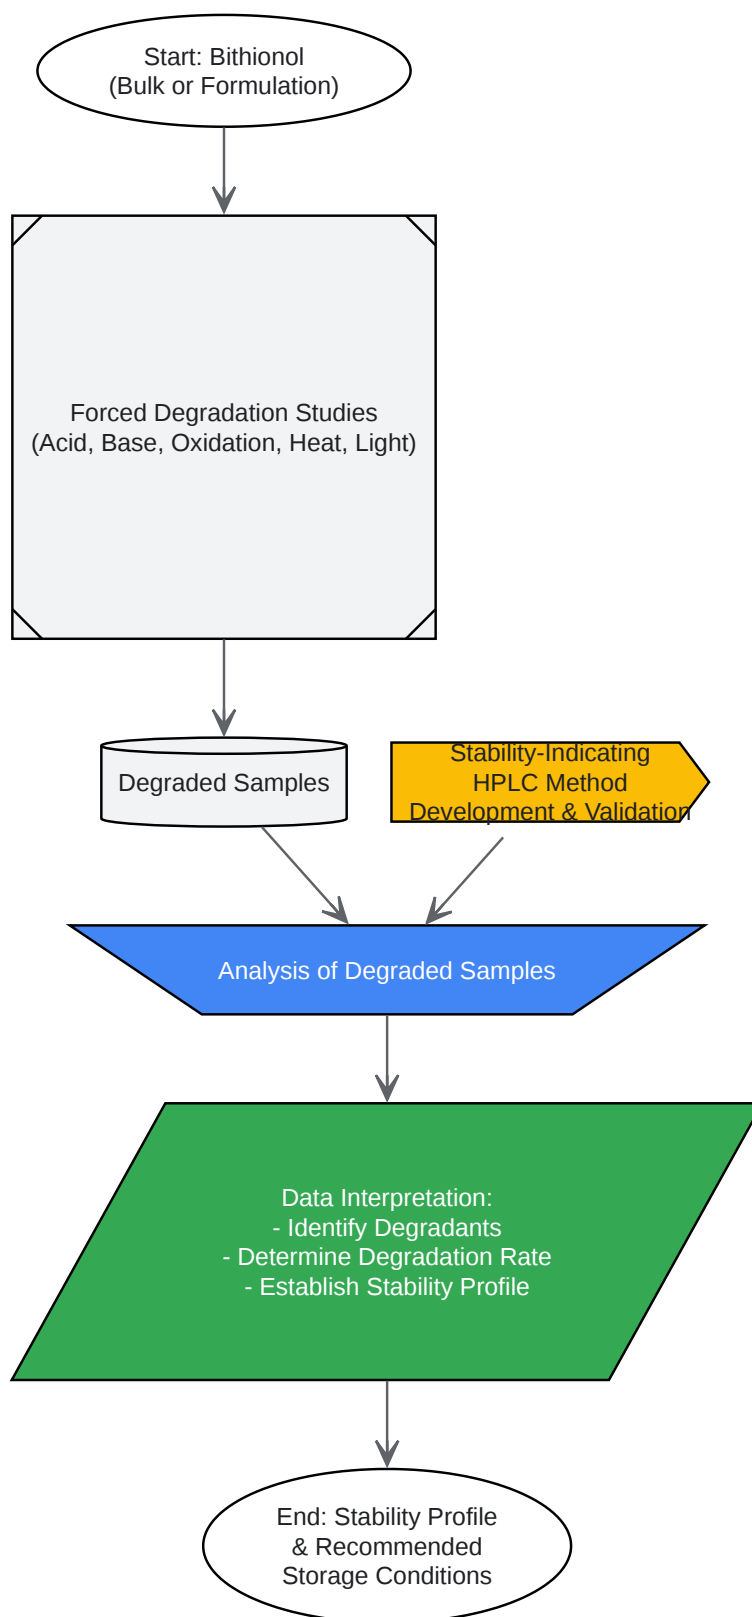 Start: Bithionol
(Bulk or Formulation)
Forced Degradation Studies
(Acid, Base, Oxidation, Heat, Light)
Degraded Samples
Stability-Indicating
HPLC Method
Development & Validation
Analysis of Degraded Samples
Data Interpretation:
- Identify Degradants
- Determine Degradation Rate
- Establish Stability Profile
End: Stability Profile
& Recommended
Storage Conditions